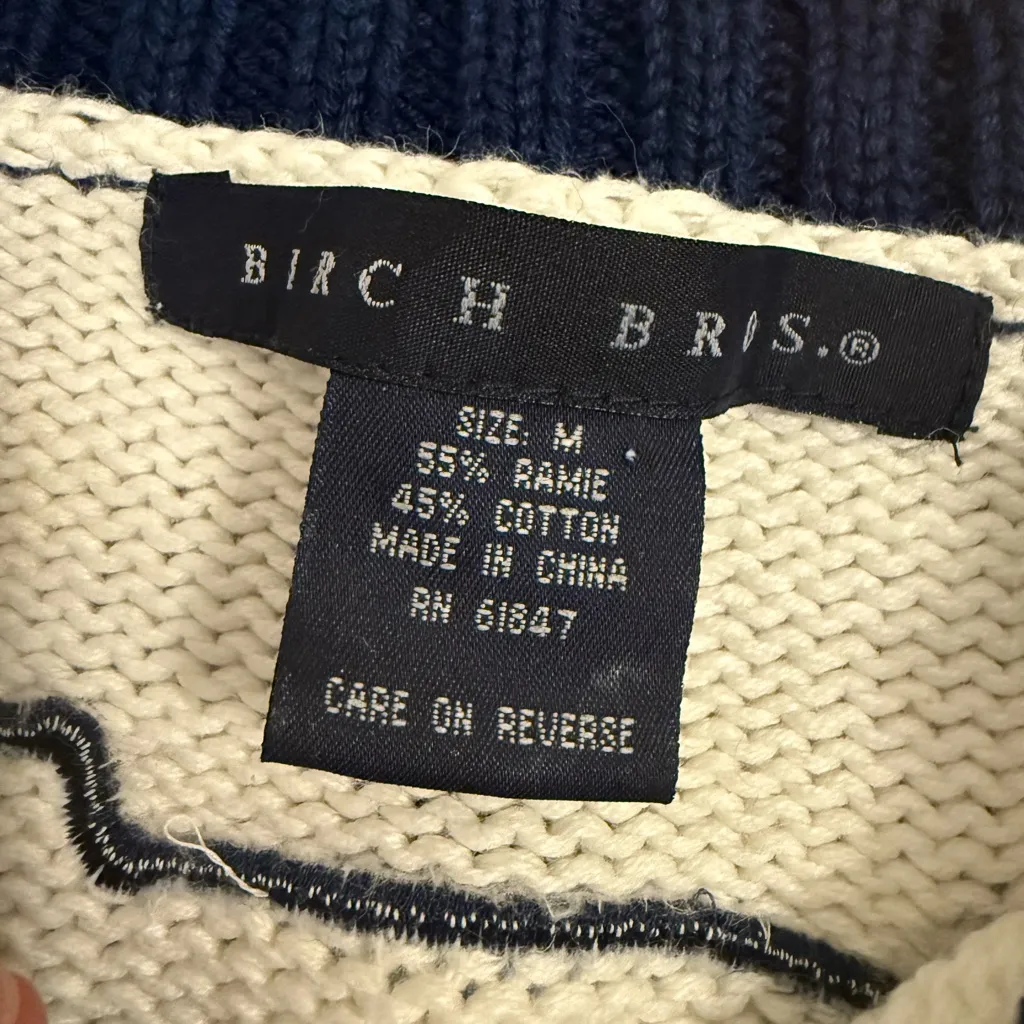 BIRCH BROS.®
SIZE: M
55% RAMIE
45% COTTON
MADE IN CHINA
RN 61847
CARE ON REVERSE